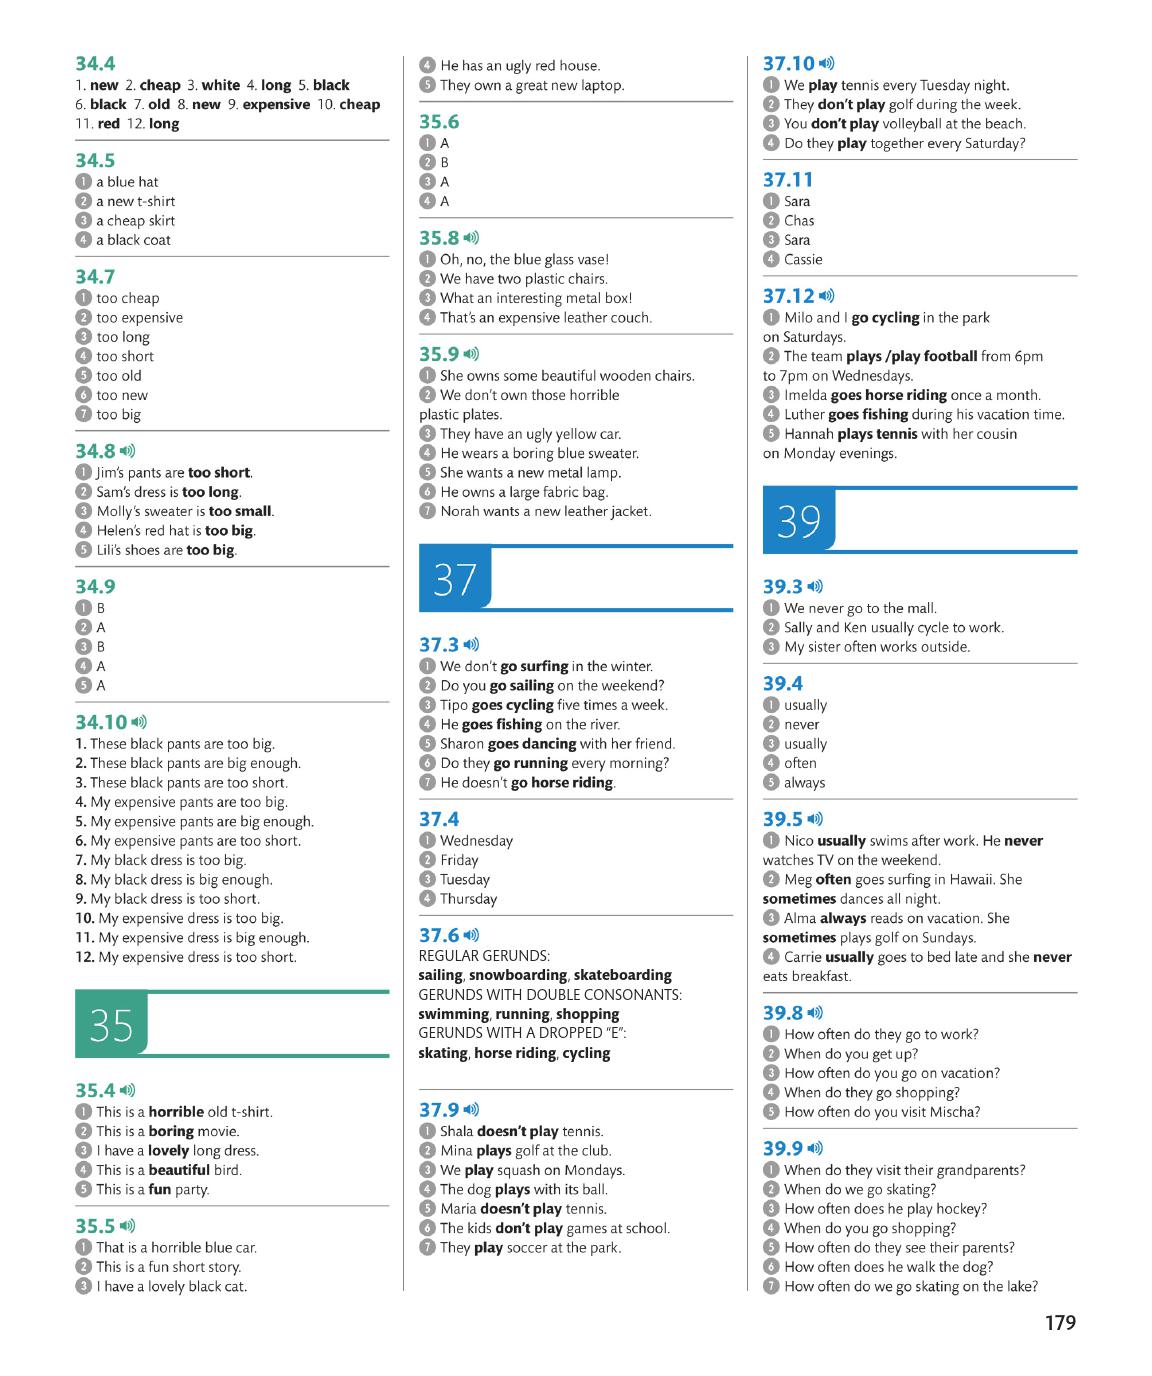 34.4
1. new 2. cheap 3. white 4. long 5. black
6. black 7. old 8. new 9. expensive 10. cheap
11. red 12. long
34.5
1 a blue hat
2 a new t-shirt
3 a cheap skirt
4 a black coat
34.7
1 too cheap
2 too expensive
3 too long
4 too short
5 too old
6 too new
7 too big
34.8
1 Jim's pants are too short.
2 Sam's dress is too long.
3 Molly's sweater is too small.
4 Helen's red hat is too big.
5 Lili's shoes are too big.
34.9
1 B
2 A
3 B
4 A
5 A
34.10
1. These black pants are too big.
2. These black pants are big enough.
3. These black pants are too short.
4. My expensive pants are too big.
5. My expensive pants are big enough.
6. My expensive pants are too short.
7. My black dress is too big.
8. My black dress is big enough.
9. My black dress is too short.
10. My expensive dress is too big.
11. My expensive dress is big enough.
12. My expensive dress is too short.
35
35.4
1 This is a horrible old t-shirt.
2 This is a boring movie.
3 I have a lovely long dress.
4 This is a beautiful bird.
5 This is a fun party.
35.5
1 That is a horrible blue car.
2 This is a fun short story.
3 I have a lovely black cat.
4 He has an ugly red house.
5 They own a great new laptop.
35.6
1 A
2 B
3 A
4 A
35.8
1 Oh, no, the blue glass vase!
2 We have two plastic chairs.
3 What an interesting metal box!
4 That's an expensive leather couch.
35.9
1 She owns some beautiful wooden chairs.
2 We don't own those horrible
plastic plates.
3 They have an ugly yellow car.
4 He wears a boring blue sweater.
5 She wants a new metal lamp.
6 He owns a large fabric bag.
7 Norah wants a new leather jacket.
37
37.3
1 We don't go surfing in the winter.
2 Do you go sailing on the weekend?
3 Tipo goes cycling five times a week.
4 He goes fishing on the river.
5 Sharon goes dancing with her friend.
6 Do they go running every morning?
7 He doesn't go horse riding.
37.4
1 Wednesday
2 Friday
3 Tuesday
4 Thursday
37.6
REGULAR GERUNDS:
sailing, snowboarding, skateboarding
GERUNDS WITH DOUBLE CONSONANTS:
swimming, running, shopping
GERUNDS WITH A DROPPED “E”:
skating, horse riding, cycling
37.9
1 Shala doesn't play tennis.
2 Mina plays golf at the club.
3 We play squash on Mondays.
4 The dog plays with its ball.
5 Maria doesn't play tennis.
6 The kids don't play games at school.
7 They play soccer at the park.
37.10
1 We play tennis every Tuesday night.
2 They don't play golf during the week.
3 You don't play volleyball at the beach.
4 Do they play together every Saturday?
37.11
1 Sara
2 Chas
3 Sara
4 Cassie
37.12
1 Milo and I go cycling in the park
on Saturdays.
2 The team plays /play football from 6pm
to 7pm on Wednesdays.
3 Imelda goes horse riding once a month.
4 Luther goes fishing during his vacation time.
5 Hannah plays tennis with her cousin
on Monday evenings.
39
39.3
1 We never go to the mall.
2 Sally and Ken usually cycle to work.
3 My sister often works outside.
39.4
1 usually
2 never
3 usually
4 often
5 always
39.5
1 Nico usually swims after work. He never
watches TV on the weekend.
2 Meg often goes surfing in Hawaii. She
sometimes dances all night.
3 Alma always reads on vacation. She
sometimes plays golf on Sundays.
4 Carrie usually goes to bed late and she never
eats breakfast.
39.8
1 How often do they go to work?
2 When do you get up?
3 How often do you go on vacation?
4 When do they go shopping?
5 How often do you visit Mischa?
39.9
1 When do they visit their grandparents?
2 When do we go skating?
3 How often does he play hockey?
4 When do you go shopping?
5 How often do they see their parents?
6 How often does he walk the dog?
7 How often do we go skating on the lake?
179